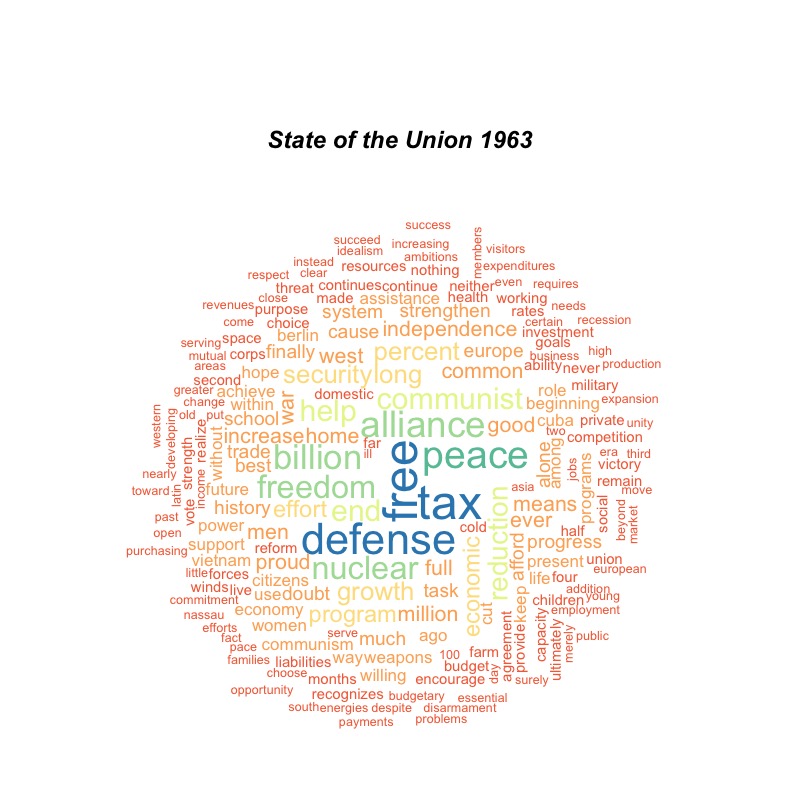 State of the Union 1963
success
succeed increasing members visitors
idealism ambitions
instead resources nothing expenditures
respect clear
threat continues continue neither even requires
close made assistance health working
revenues purpose system strengthen rates needs
come choice berlin cause independence certain recession
serving space investment
mutual corps finally west percent europe goals business high
areas hope security long common ability never production
second domestic role military
greater achieve war help communist beginning expansion
change within
old put school alliance good cuba private unity
western increase home far two competition
developing realize without trade billion ill free peace alone among era third
best jobs victory
nearly strength freedom remain
toward latin income future tax asia programs move
vote history effort end reduction means social beyond market
past power men defense cold ever half
open
purchasing support reform nuclear economic afford progress
vietnam proud full present union
little forces citizens life four european
winds live use doubt growth task keep addition
commitment children young
nassau economy program million cut employment
efforts women serve agreement provide capacity public
fact communism much ago merely
pace
families liabilities way weapons 100 farm ultimately
choose months willing encourage budget day surely
opportunity recognizes budgetary essential
south energies despite disarmament
payments problems